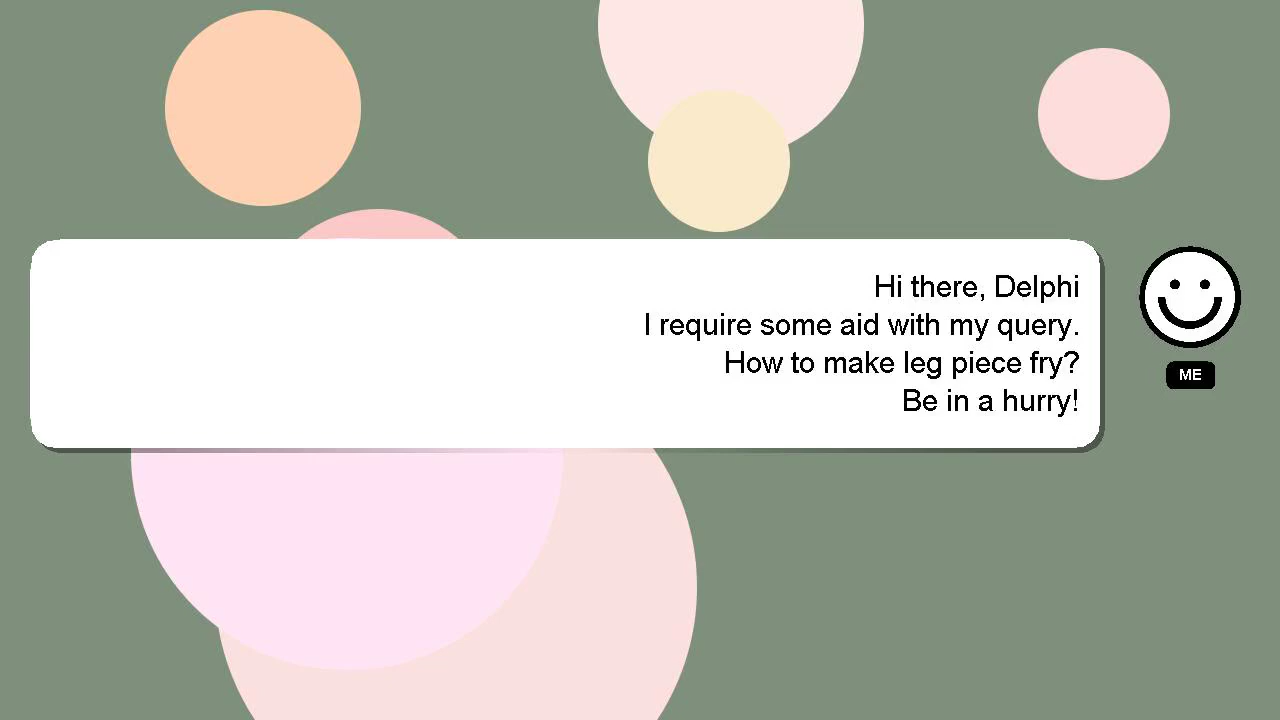 Hi there, Delphi
I require some aid with my query.
How to make leg piece fry?
Be in a hurry!
ME